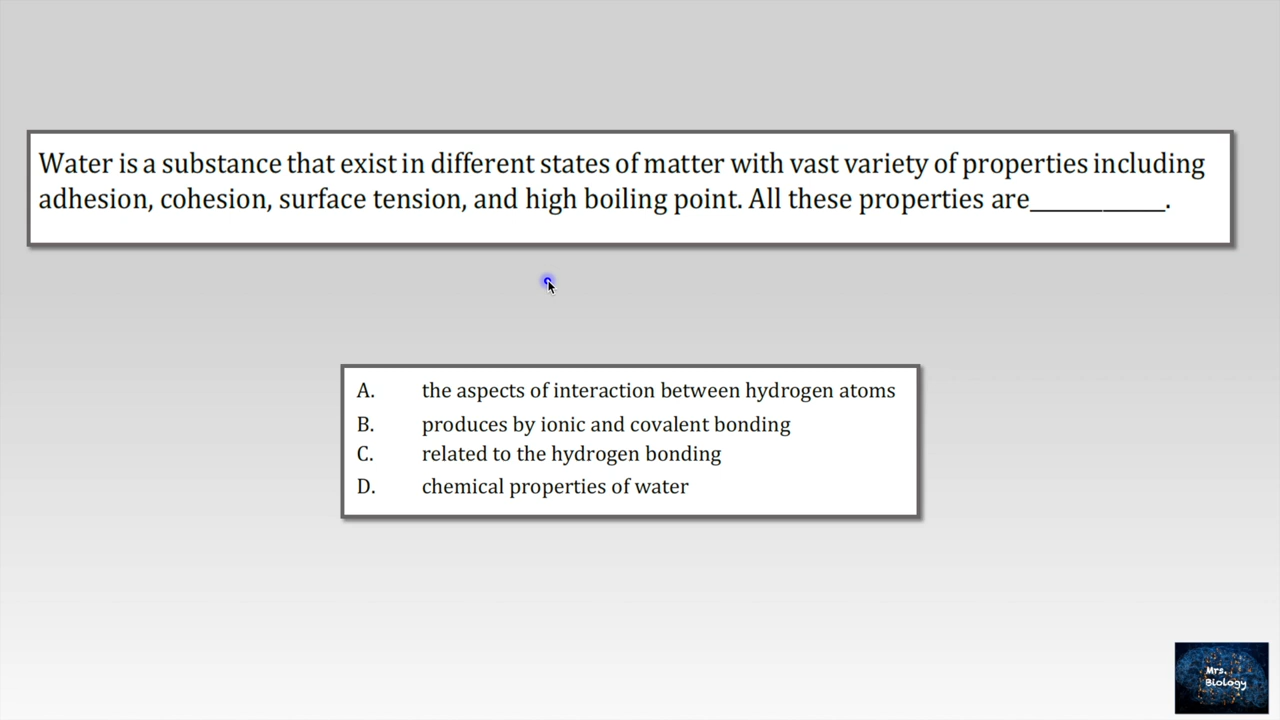 Water is a substance that exist in different states of matter with vast variety of properties including
adhesion, cohesion, surface tension, and high boiling point. All these properties are____________.
A. the aspects of interaction between hydrogen atoms
B. produces by ionic and covalent bonding
C. related to the hydrogen bonding
D. chemical properties of water
Mrs.
Biology